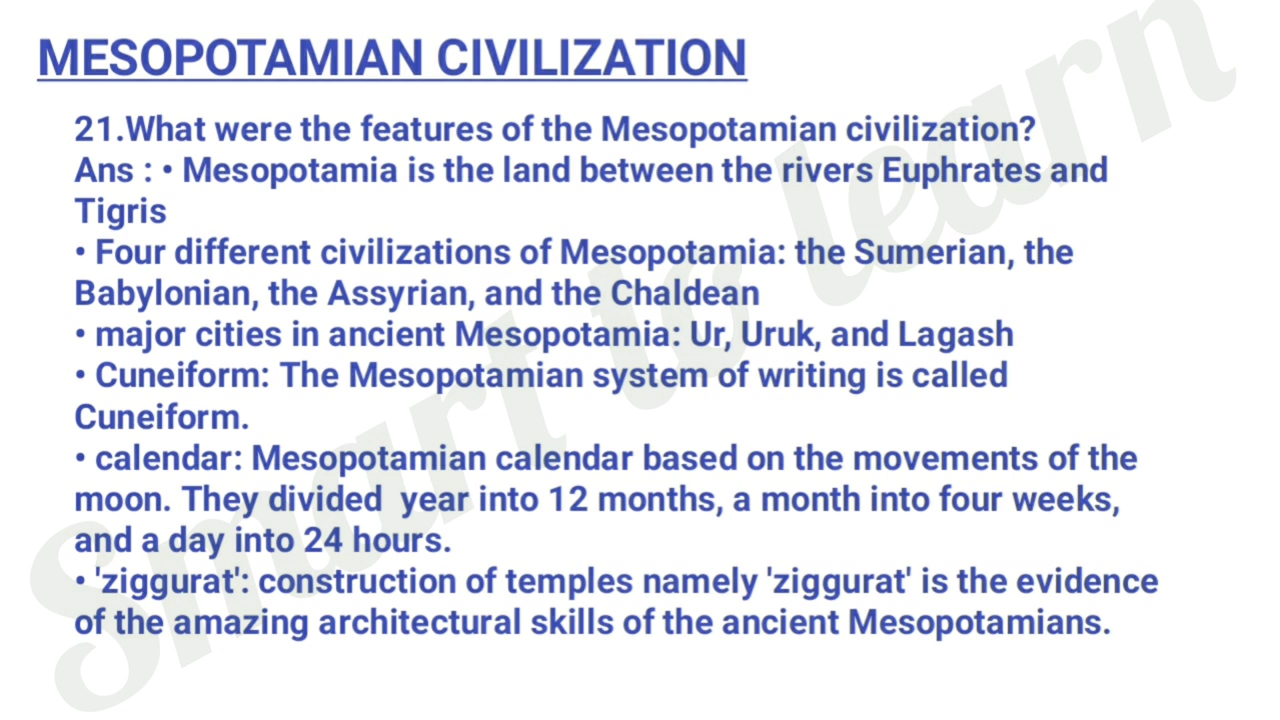 MESOPOTAMIAN CIVILIZATION
21.What were the features of the Mesopotamian civilization?
Ans : • Mesopotamia is the land between the rivers Euphrates and
Tigris
• Four different civilizations of Mesopotamia: the Sumerian, the
Babylonian, the Assyrian, and the Chaldean
• major cities in ancient Mesopotamia: Ur, Uruk, and Lagash
• Cuneiform: The Mesopotamian system of writing is called
Cuneiform.
• calendar: Mesopotamian calendar based on the movements of the
moon. They divided  year into 12 months, a month into four weeks,
and a day into 24 hours.
• 'ziggurat': construction of temples namely 'ziggurat' is the evidence
of the amazing architectural skills of the ancient Mesopotamians.
Smart to learn